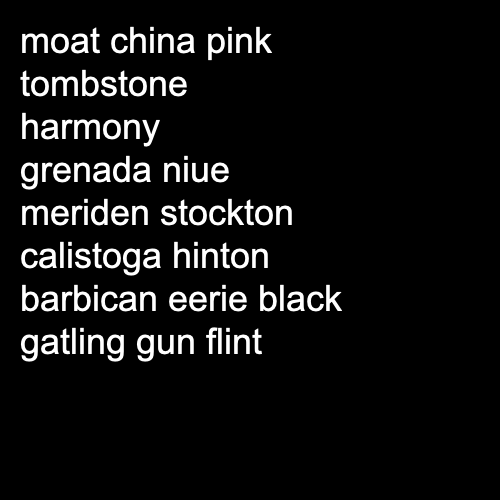 moat china pink
tombstone
harmony
grenada niue
meriden stockton
calistoga hinton
barbican eerie black
gatling gun flint